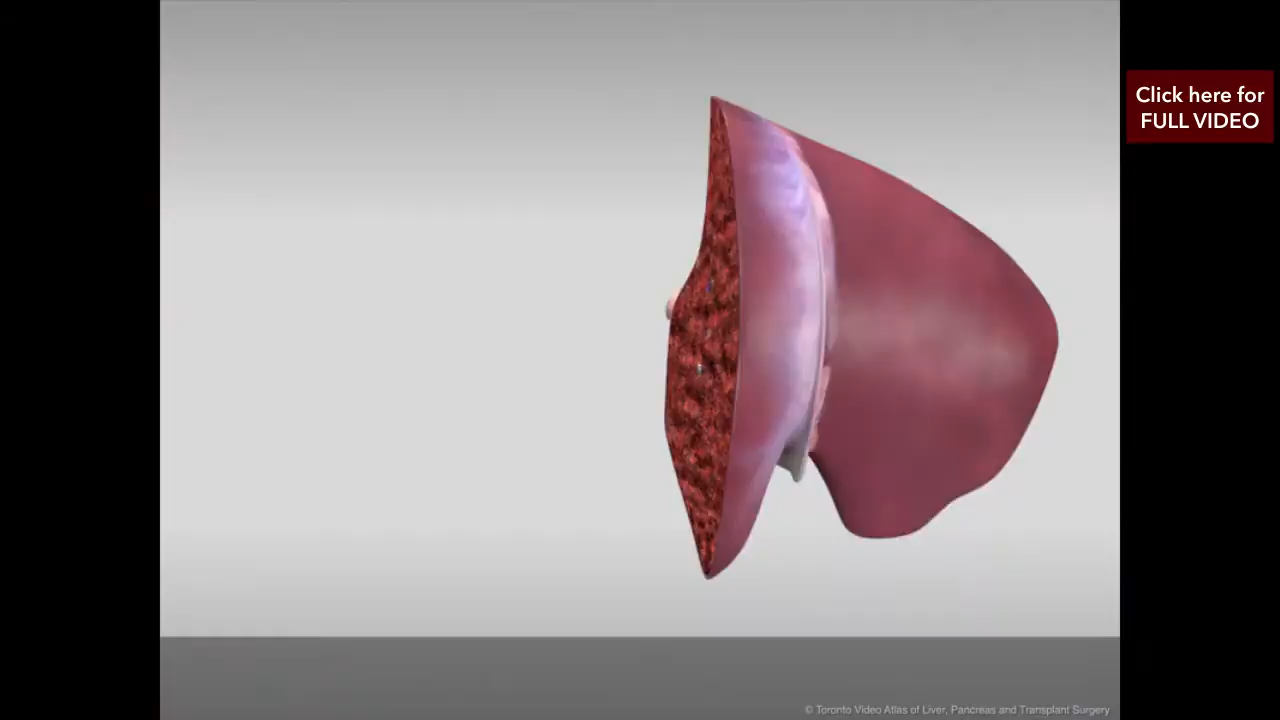 Click here for
FULL VIDEO
© Toronto Video Atlas of Liver, Pancreas and Transplant Surgery